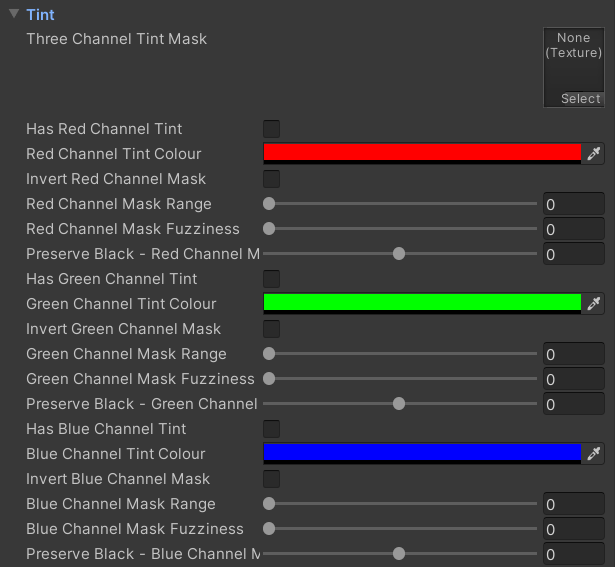 Tint
Three Channel Tint Mask
None
(Texture)
Select
Has Red Channel Tint
Red Channel Tint Colour
Invert Red Channel Mask
Red Channel Mask Range 0
Red Channel Mask Fuzziness 0
Preserve Black - Red Channel M 0
Has Green Channel Tint
Green Channel Tint Colour
Invert Green Channel Mask
Green Channel Mask Range 0
Green Channel Mask Fuzziness 0
Preserve Black - Green Channel 0
Has Blue Channel Tint
Blue Channel Tint Colour
Invert Blue Channel Mask
Blue Channel Mask Range 0
Blue Channel Mask Fuzziness 0
Preserve Black - Blue Channel M 0